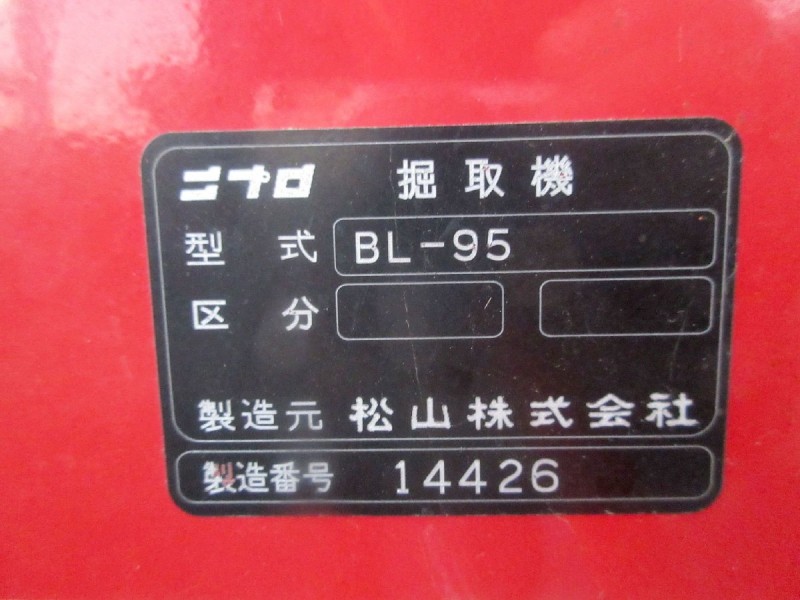 ニプロ 掘取機
型式 BL-95
区分
製造元 松山株式会社
製造番号 14426